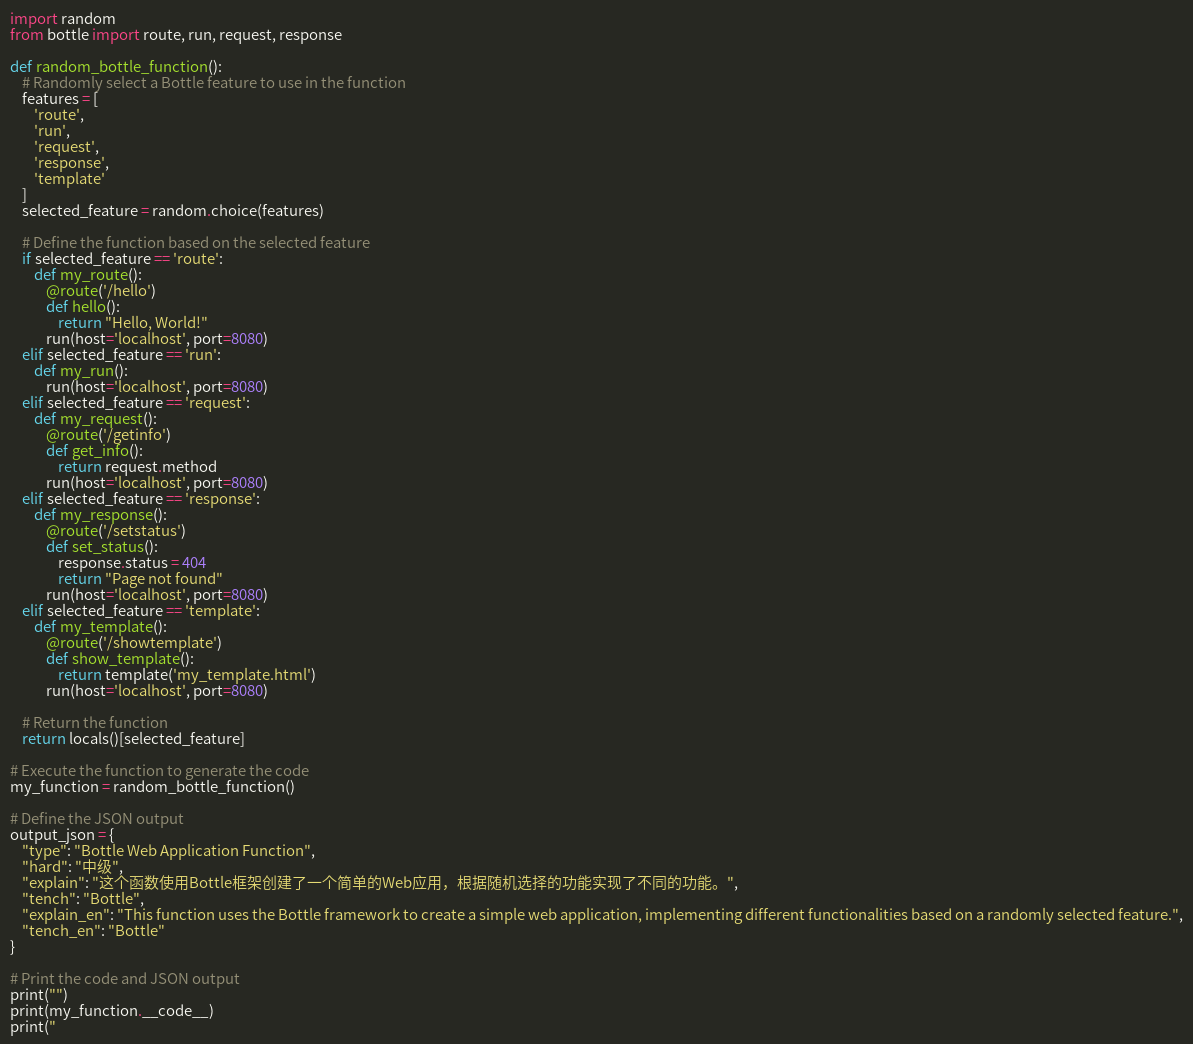 import random
from bottle import route, run, request, response

def random_bottle_function():
    # Randomly select a Bottle feature to use in the function
    features = [
        'route',
        'run',
        'request',
        'response',
        'template'
    ]
    selected_feature = random.choice(features)

    # Define the function based on the selected feature
    if selected_feature == 'route':
        def my_route():
            @route('/hello')
            def hello():
                return "Hello, World!"
            run(host='localhost', port=8080)
    elif selected_feature == 'run':
        def my_run():
            run(host='localhost', port=8080)
    elif selected_feature == 'request':
        def my_request():
            @route('/getinfo')
            def get_info():
                return request.method
            run(host='localhost', port=8080)
    elif selected_feature == 'response':
        def my_response():
            @route('/setstatus')
            def set_status():
                response.status = 404
                return "Page not found"
            run(host='localhost', port=8080)
    elif selected_feature == 'template':
        def my_template():
            @route('/showtemplate')
            def show_template():
                return template('my_template.html')
            run(host='localhost', port=8080)

    # Return the function
    return locals()[selected_feature]

# Execute the function to generate the code
my_function = random_bottle_function()

# Define the JSON output
output_json = {
    "type": "Bottle Web Application Function",
    "hard": "中级",
    "explain": "这个函数使用Bottle框架创建了一个简单的Web应用，根据随机选择的功能实现了不同的功能。",
    "tench": "Bottle",
    "explain_en": "This function uses the Bottle framework to create a simple web application, implementing different functionalities based on a randomly selected feature.",
    "tench_en": "Bottle"
}

# Print the code and JSON output
print("")
print(my_function.__code__)
print("